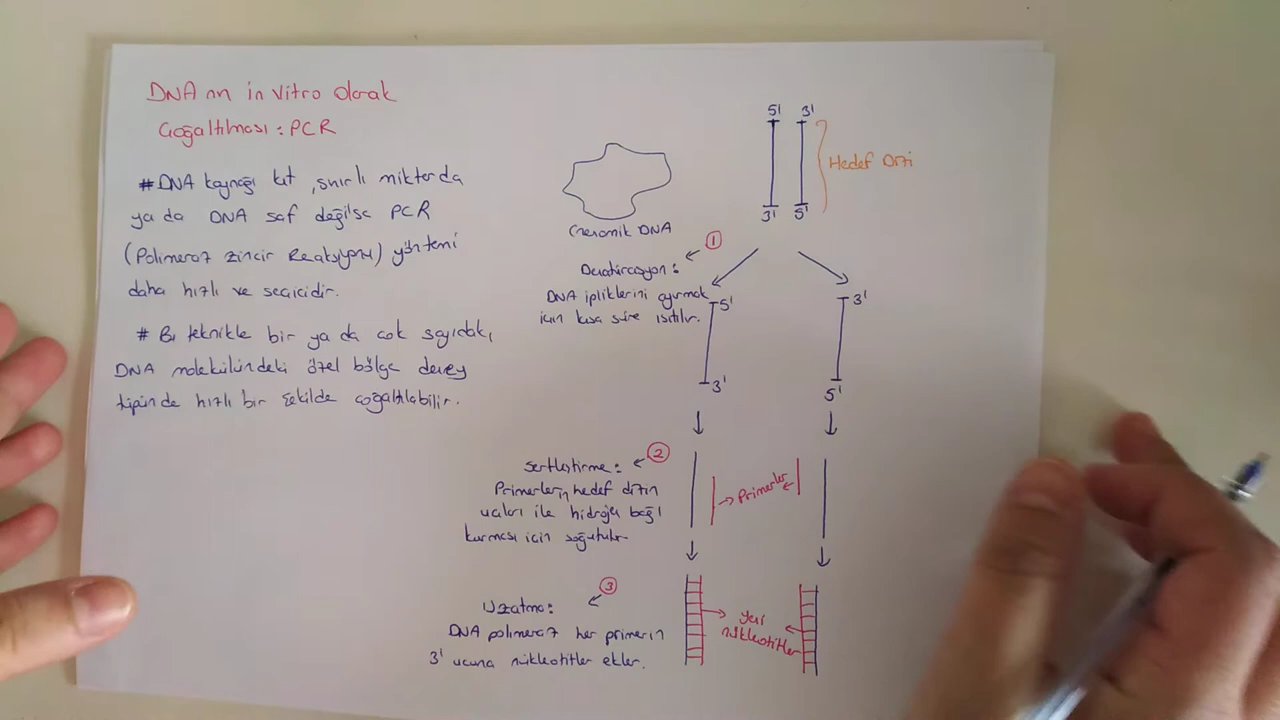 DNA nın in vitro olarak
Çoğaltılması : PCR
# DNA kaynağı kıt, sınırlı miktarda
ya da DNA saf değilse PCR
(Polimeraz zincir Reaksiyonu) yöntemi
daha hızlı ve seçicidir.
# Bu teknikle bir ya da çok sayıdaki
DNA molekülündeki özel bölge deney
tüpünde hızlı bir şekilde çoğaltılabilir.
5' 3'
Hedef Dizi
3' 5'
Genomik DNA
1
Denatürasyon :
DNA ipliklerini ayırmak
için kısa süre ısıtılır.
5' 3'
3' 5'
2
Sertleştirme :
Primerlerin hedef dizin
uçları ile hidrojen bağı
kurması için soğutulur
Primerler
3
Uzatma :
DNA polimeraz her primerin
3' ucuna nükleotitler ekler.
yeni
nükleotitler